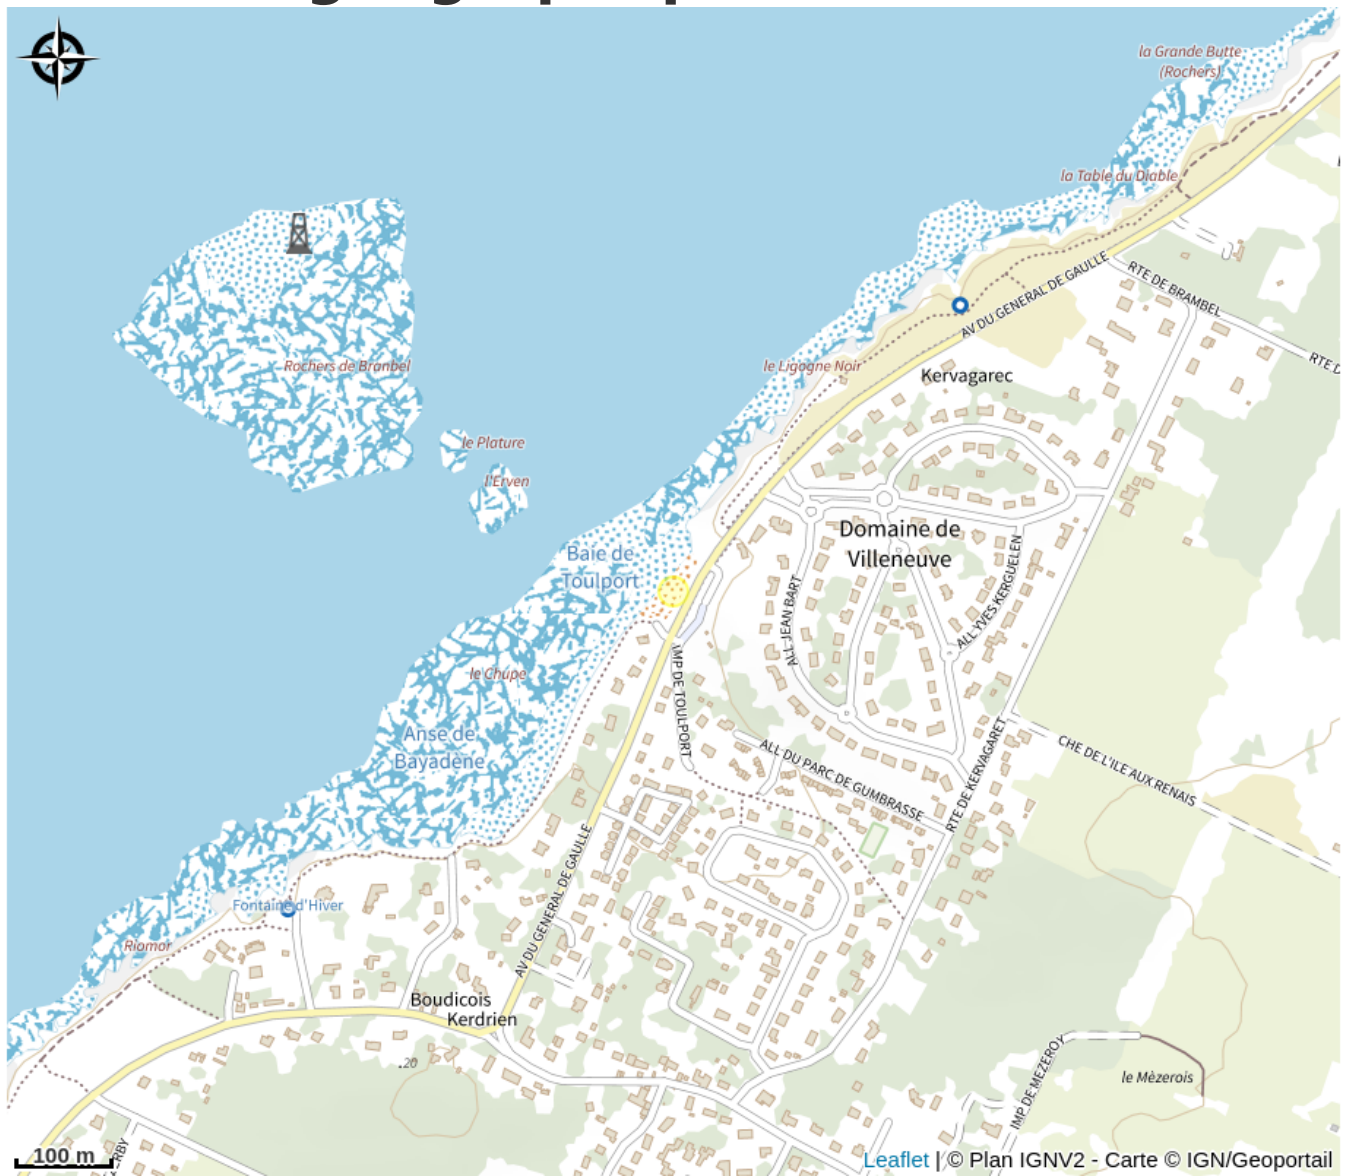 la Grande Butte
(Rochers)
la Table du Diable
AV DU GENERAL DE GAULLE
RTE DE BRAMBEL
Rochers de Branbel
le Ligogne Noir
Kervagarec
le Plature
l'Erven
Domaine de
Villeneuve
Baie de
Toulport
ALL JEAN BART
ALL YVES KERGUELEN
le Chupe
IMP DE TOULPORT
Anse de
Bayadène
ALL DU PARC DE GUMBRASSE
RTE DE KERVAGARET
CHE DE L'ILE AUX RENAIS
AV DU GENERAL DE GAULLE
Fontaine d'Hiver
Riomor
Boudicois
Kerdrien
.20
IMP DE MEZEROY
le Mèzerois
100 m
Leaflet | © Plan IGNV2 - Carte © IGN/Geoportail